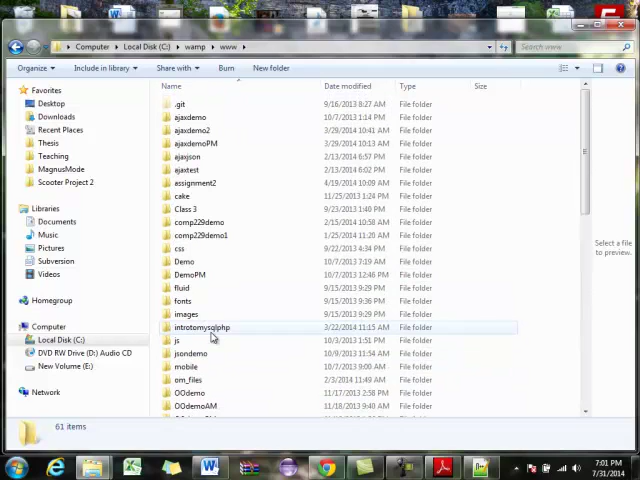 Computer Local Disk (C:) wamp www
Search www
Organize Include in library Share with Burn New folder
Name Date modified Type Size
Favorites
Desktop
Downloads
Recent Places
Thesis
Teaching
MagnusMode
Scooter Project 2
Libraries
Documents
Music
Pictures
Subversion
Videos
Homegroup
Computer
Local Disk (C:)
DVD RW Drive (D:) Audio CD
New Volume (E:)
Network
.git 9/16/2013 8:27 AM File folder
ajaxdemo 10/7/2013 1:14 PM File folder
ajaxdemo2 3/29/2014 10:41 AM File folder
ajaxdemoPM 3/29/2014 10:13 AM File folder
ajaxjson 2/13/2014 6:57 PM File folder
ajaxtest 2/13/2014 6:02 PM File folder
assignment2 4/19/2014 10:09 AM File folder
cake 11/25/2013 1:24 PM File folder
Class 3 9/23/2013 1:40 PM File folder
comp229demo 2/15/2014 10:58 AM File folder
comp229demo1 1/25/2014 11:20 AM File folder
css 9/22/2013 4:34 PM File folder
Demo 10/7/2013 7:19 AM File folder
DemoPM 10/7/2013 12:46 PM File folder
fluid 9/15/2013 9:29 PM File folder
fonts 9/15/2013 9:36 PM File folder
images 9/15/2013 9:29 PM File folder
introtomysqlphp 3/22/2014 11:15 AM File folder
js 10/3/2013 1:51 PM File folder
jsondemo 10/9/2013 11:54 AM File folder
mobile 10/7/2013 9:00 AM File folder
om_files 2/3/2014 11:49 AM File folder
OOdemo 11/17/2013 2:58 PM File folder
OOdemoAM 11/18/2013 9:40 AM File folder
Select a file
to preview.
61 items
7:01 PM
7/31/2014